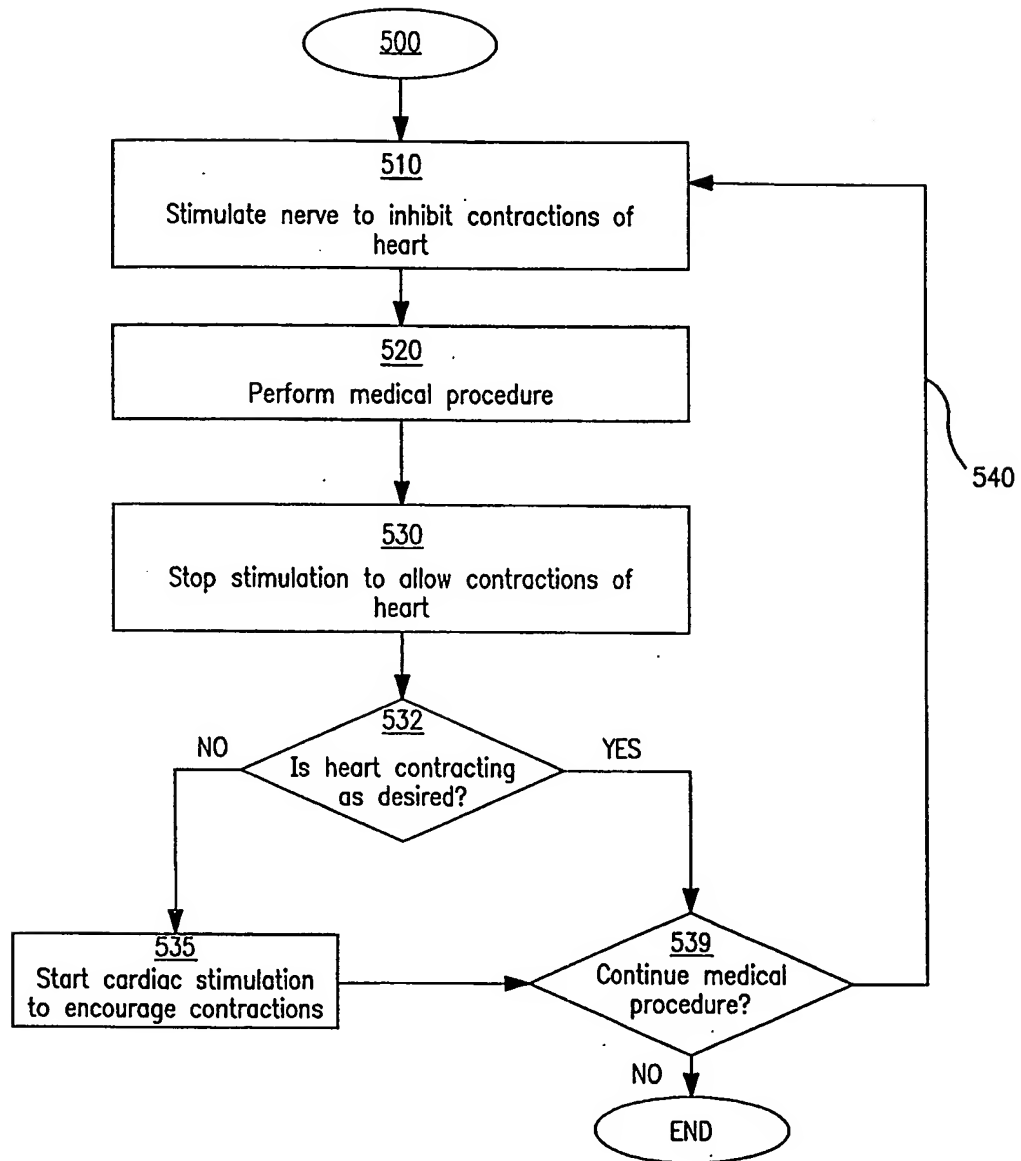 500
510
Stimulate nerve to inhibit contractions of
heart
520
Perform medical procedure
540
530
Stop stimulation to allow contractions of
heart
532
NO
YES
Is heart contracting
as desired?
535
Start cardiac stimulation
to encourage contractions
539
Continue medical
procedure?
NO
END